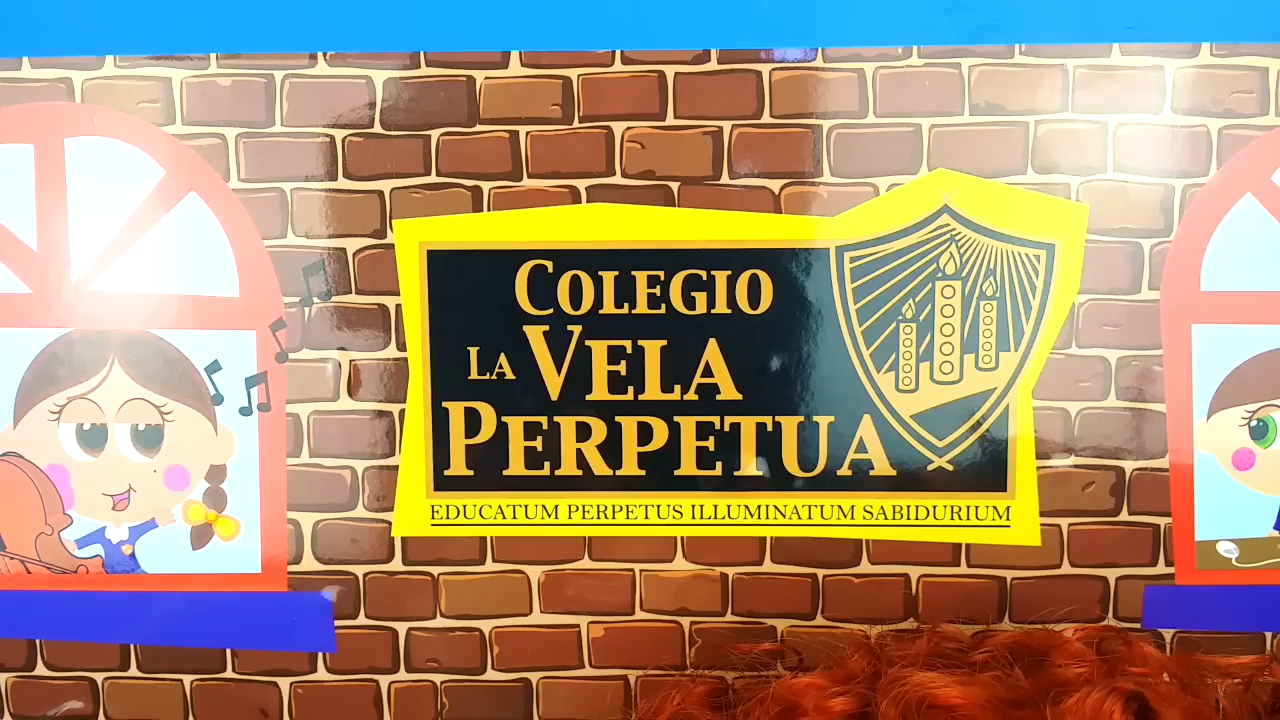 COLEGIO
LA VELA
PERPETUA
EDUCATUM PERPETUS ILLUMINATUM SABIDURIUM